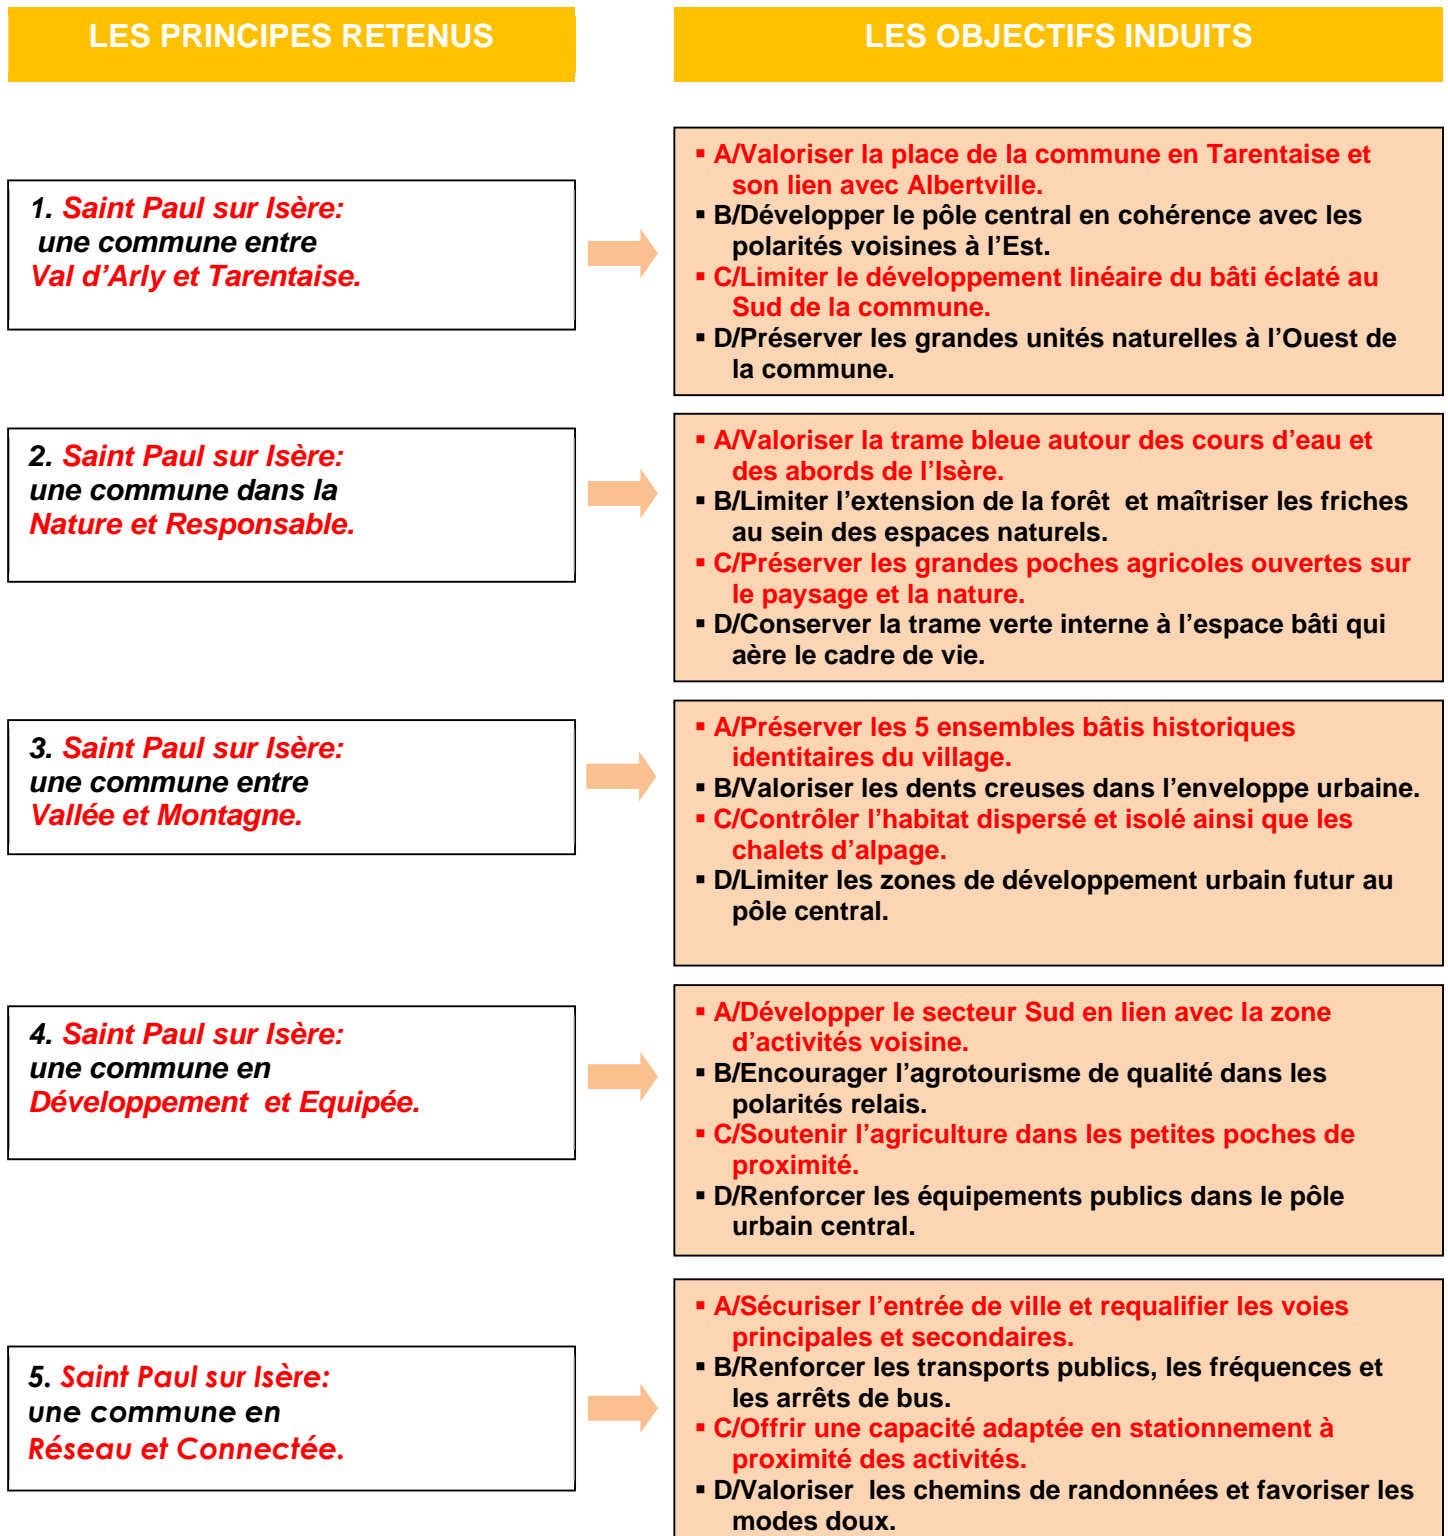 LES PRINCIPES RETENUS
LES OBJECTIFS INDUITS
1. Saint Paul sur Isère:
une commune entre
Val d’Arly et Tarentaise.
▪ A/Valoriser la place de la commune en Tarentaise et
son lien avec Albertville.
▪ B/Développer le pôle central en cohérence avec les
polarités voisines à l’Est.
▪ C/Limiter le développement linéaire du bâti éclaté au
Sud de la commune.
▪ D/Préserver les grandes unités naturelles à l’Ouest de
la commune.
2. Saint Paul sur Isère:
une commune dans la
Nature et Responsable.
▪ A/Valoriser la trame bleue autour des cours d’eau et
des abords de l’Isère.
▪ B/Limiter l’extension de la forêt et maîtriser les friches
au sein des espaces naturels.
▪ C/Préserver les grandes poches agricoles ouvertes sur
le paysage et la nature.
▪ D/Conserver la trame verte interne à l’espace bâti qui
aère le cadre de vie.
3. Saint Paul sur Isère:
une commune entre
Vallée et Montagne.
▪ A/Préserver les 5 ensembles bâtis historiques
identitaires du village.
▪ B/Valoriser les dents creuses dans l’enveloppe urbaine.
▪ C/Contrôler l’habitat dispersé et isolé ainsi que les
chalets d’alpage.
▪ D/Limiter les zones de développement urbain futur au
pôle central.
4. Saint Paul sur Isère:
une commune en
Développement et Equipée.
▪ A/Développer le secteur Sud en lien avec la zone
d’activités voisine.
▪ B/Encourager l’agrotourisme de qualité dans les
polarités relais.
▪ C/Soutenir l’agriculture dans les petites poches de
proximité.
▪ D/Renforcer les équipements publics dans le pôle
urbain central.
5. Saint Paul sur Isère:
une commune en
Réseau et Connectée.
▪ A/Sécuriser l’entrée de ville et requalifier les voies
principales et secondaires.
▪ B/Renforcer les transports publics, les fréquences et
les arrêts de bus.
▪ C/Offrir une capacité adaptée en stationnement à
proximité des activités.
▪ D/Valoriser les chemins de randonnées et favoriser les
modes doux.